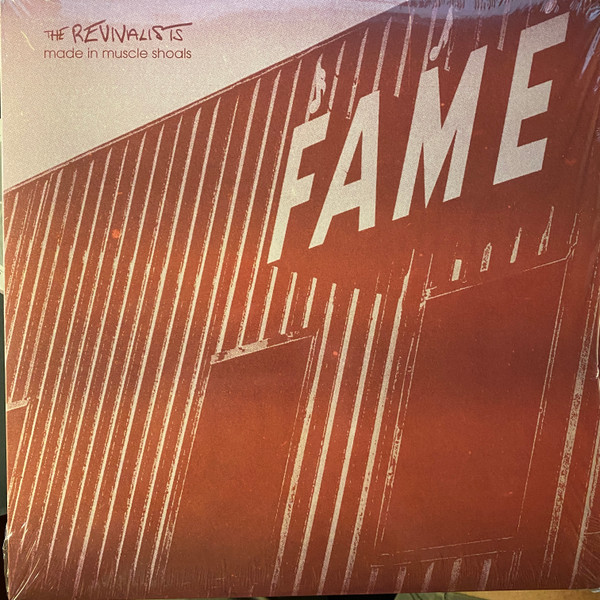 THE REVIVALISTS
made in muscle shoals
FAME